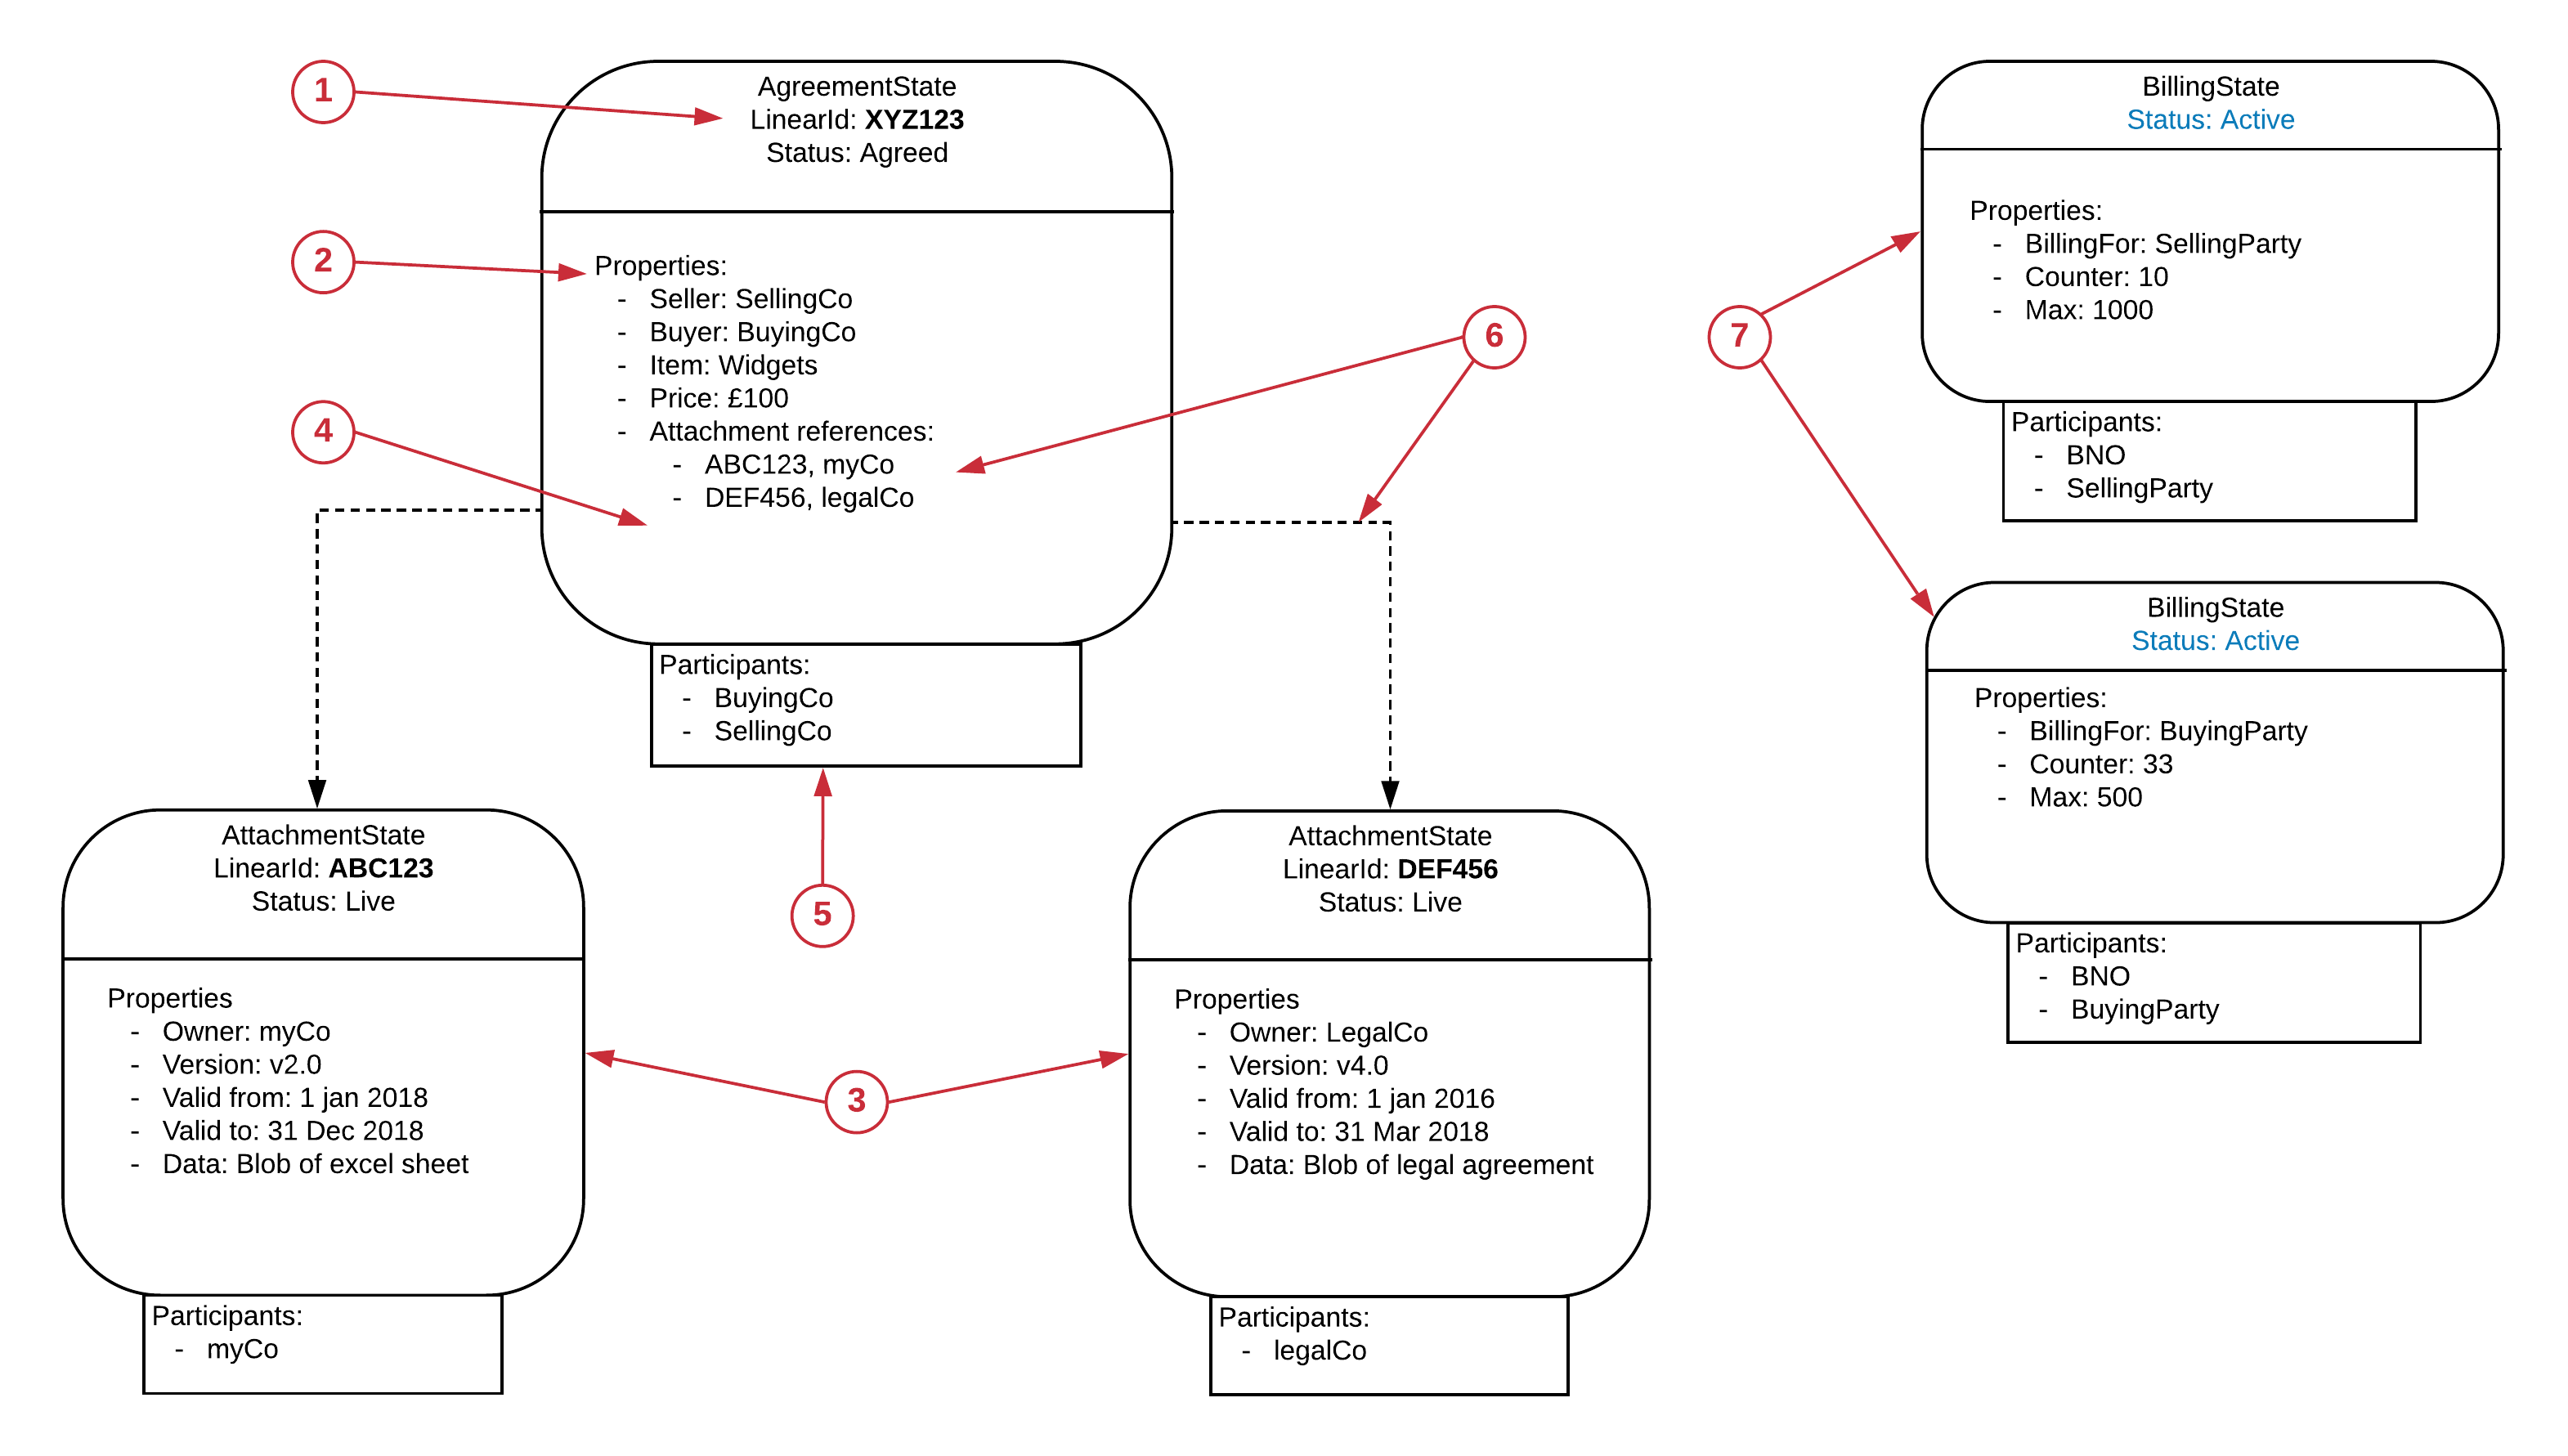 1
AgreementState
LinearId: XYZ123
Status: Agreed
2
Properties:
- Seller: SellingCo
- Buyer: BuyingCo
- Item: Widgets
- Price: £100
- Attachment references:
- ABC123, myCo
- DEF456, legalCo
4
6
Participants:
- BuyingCo
- SellingCo
5
AttachmentState
LinearId: ABC123
Status: Live
Properties
- Owner: myCo
- Version: v2.0
- Valid from: 1 jan 2018
- Valid to: 31 Dec 2018
- Data: Blob of excel sheet
Participants:
- myCo
3
AttachmentState
LinearId: DEF456
Status: Live
Properties
- Owner: LegalCo
- Version: v4.0
- Valid from: 1 jan 2016
- Valid to: 31 Mar 2018
- Data: Blob of legal agreement
Participants:
- legalCo
7
BillingState
Status: Active
Properties:
- BillingFor: SellingParty
- Counter: 10
- Max: 1000
Participants:
- BNO
- SellingParty
BillingState
Status: Active
Properties:
- BillingFor: BuyingParty
- Counter: 33
- Max: 500
Participants:
- BNO
- BuyingParty